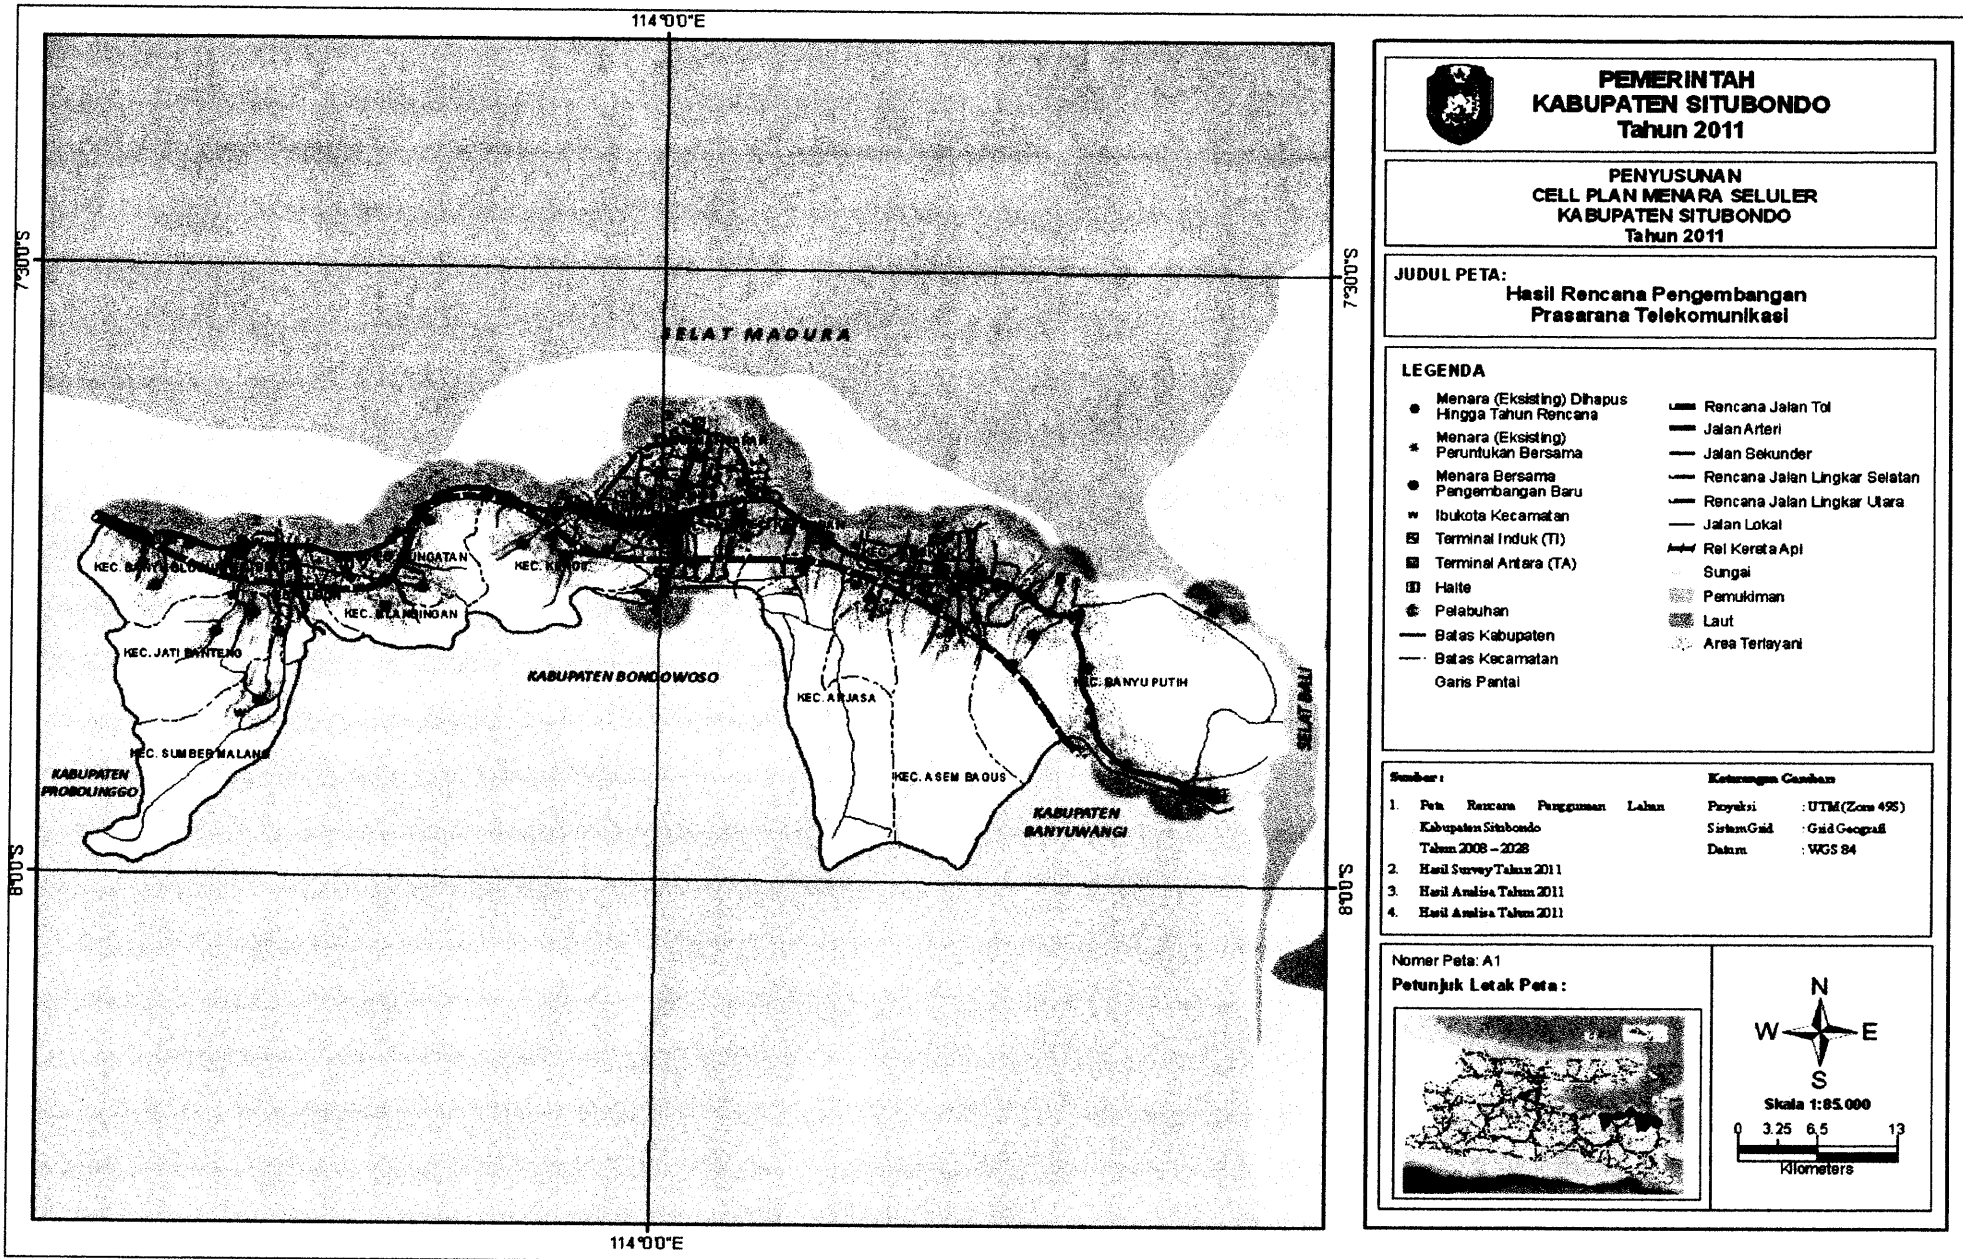 114°0'0"E
7°30'0"S
7°30'0"S
SELAT MADURA
KEC. JATI BANTENG
KEC. SUMBER MALANG
KABUPATEN
PROBOLINGGO
KABUPATEN BONDOWOSO
KEC. ARJASA
KEC. ASEM BAGUS
KEC. BANYU PUTIH
KABUPATEN
BANYUWANGI
SELAT BALI
8°0'0"S
8°0'0"S
114°0'0"E
PEMERINTAH
KABUPATEN SITUBONDO
Tahun 2011
PENYUSUNAN
CELL PLAN MENARA SELULER
KABUPATEN SITUBONDO
Tahun 2011
JUDUL PETA:
Hasil Rencana Pengembangan
Prasarana Telekomunikasi
LEGENDA
Menara (Eksisting) Dihapus
Hingga Tahun Rencana
Menara (Eksisting)
Peruntukan Bersama
Menara Bersama
Pengembangan Baru
Ibukota Kecamatan
Terminal Induk (TI)
Terminal Antara (TA)
Halte
Pelabuhan
Batas Kabupaten
Batas Kecamatan
Garis Pantai
Rencana Jalan Tol
Jalan Arteri
Jalan Sekunder
Rencana Jalan Lingkar Selatan
Rencana Jalan Lingkar Utara
Jalan Lokal
Rel Kereta Api
Sungai
Pemukiman
Laut
Area Terlayani
Sumber :
1. Peta Rencana Penggunaan Lahan
Kabupaten Situbondo
Tahun 2008 – 2028
2. Hasil Survey Tahun 2011
3. Hasil Analisa Tahun 2011
4. Hasil Analisa Tahun 2011
Keterangan Gambar:
Proyeksi : UTM (Zona 49S)
Sistem Grid : Grid Geografi
Datum : WGS 84
Nomer Peta: A1
Petunjuk Letak Peta :
N
W E
S
Skala 1:85.000
0 3.25 6.5 13
Kilometers